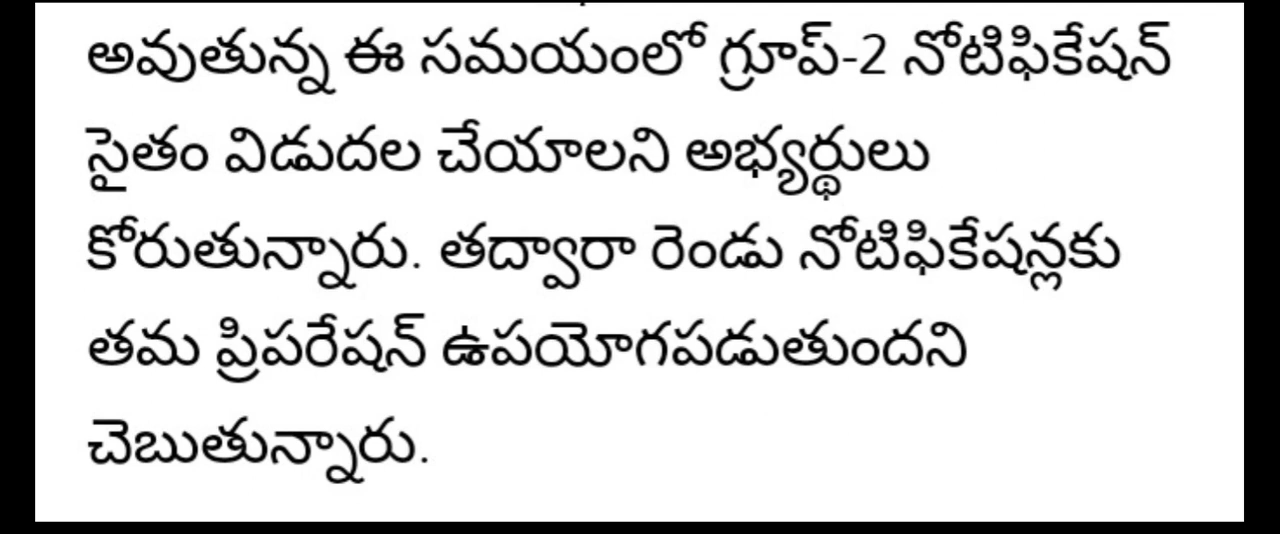 అవుతున్న ఈ సమయంలో గ్రూప్-2 నోటిఫికేషన్
సైతం విడుదల చేయాలని అభ్యర్థులు
కోరుతున్నారు. తద్వారా రెండు నోటిఫికేషన్లకు
తమ ప్రిపరేషన్ ఉపయోగపడుతుందని
చెబుతున్నారు.